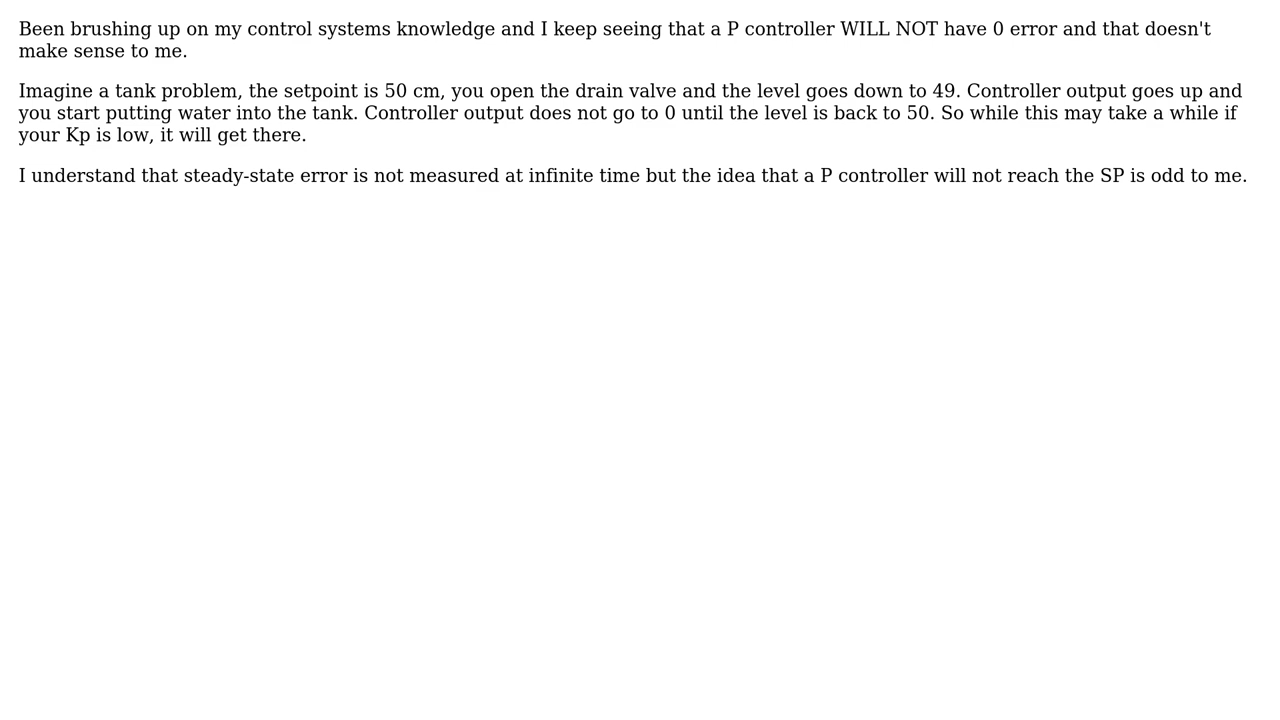 Been brushing up on my control systems knowledge and I keep seeing that a P controller WILL NOT have 0 error and that doesn't
make sense to me.
Imagine a tank problem, the setpoint is 50 cm, you open the drain valve and the level goes down to 49. Controller output goes up and
you start putting water into the tank. Controller output does not go to 0 until the level is back to 50. So while this may take a while if
your Kp is low, it will get there.
I understand that steady-state error is not measured at infinite time but the idea that a P controller will not reach the SP is odd to me.